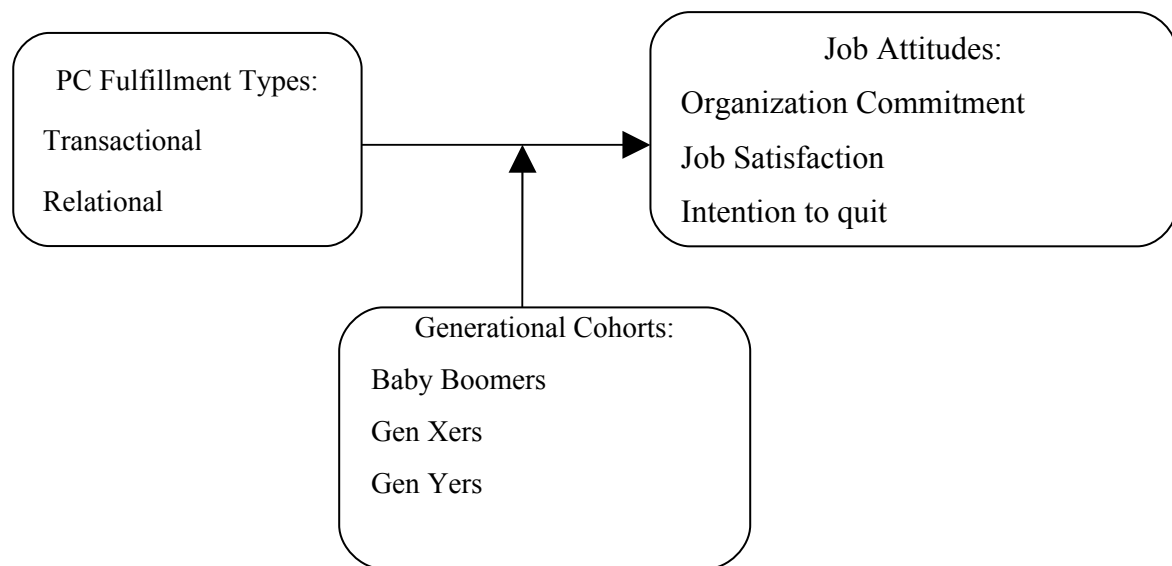 PC Fulfillment Types:
Transactional
Relational
Job Attitudes:
Organization Commitment
Job Satisfaction
Intention to quit
Generational Cohorts:
Baby Boomers
Gen Xers
Gen Yers